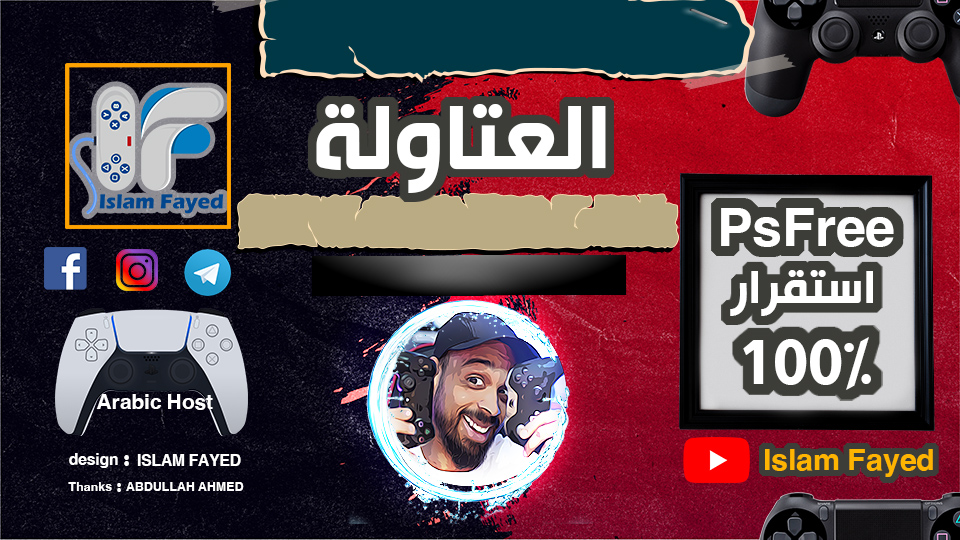 العتاولة
Islam Fayed
PsFree
استقرار
100٪
Arabic Host
design : ISLAM FAYED
Thanks : ABDULLAH AHMED
Islam Fayed